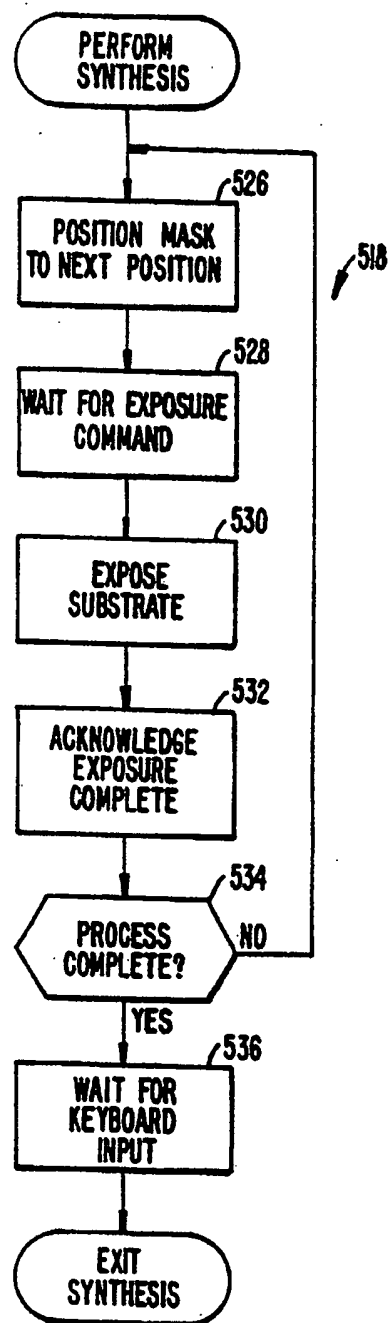 PERFORM
SYNTHESIS
526
POSITION MASK
TO NEXT POSITION
518
528
WAIT FOR EXPOSURE
COMMAND
530
EXPOSE
SUBSTRATE
532
ACKNOWLEDGE
EXPOSURE
COMPLETE
534
PROCESS
COMPLETE?
NO
YES
536
WAIT FOR
KEYBOARD
INPUT
EXIT
SYNTHESIS